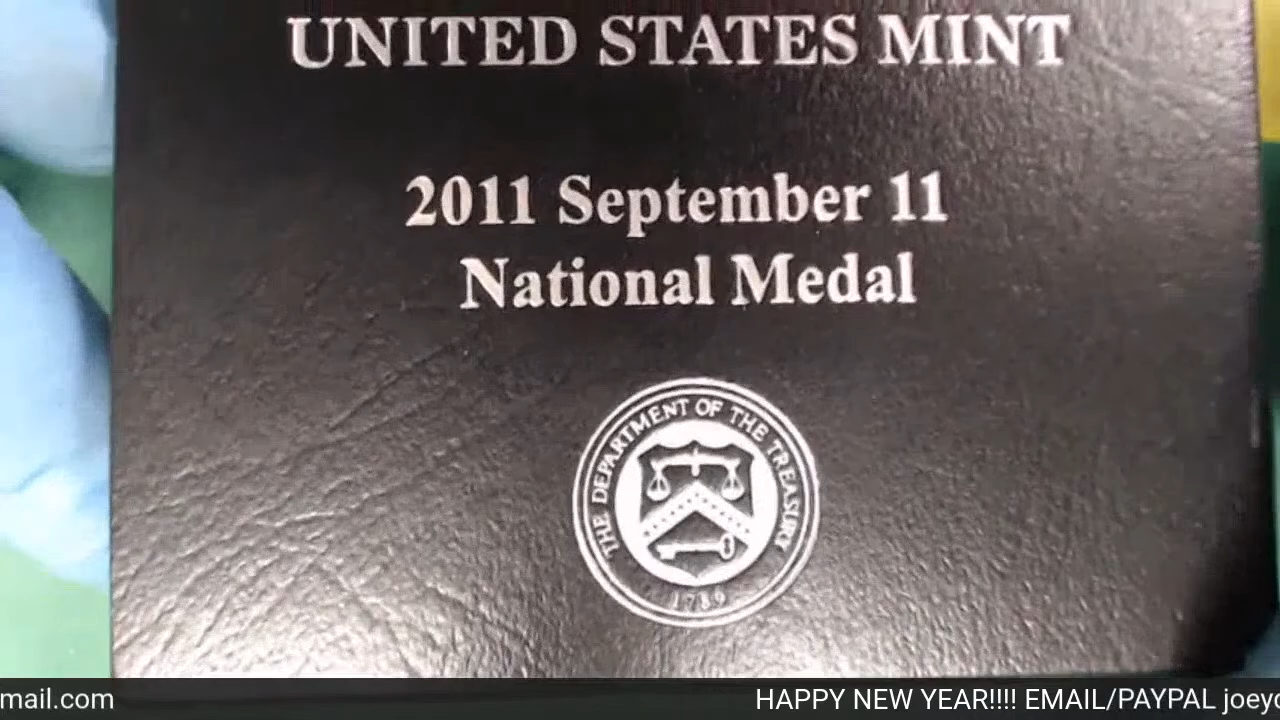 UNITED STATES MINT
2011 September 11
National Medal
THE DEPARTMENT OF THE TREASURY
1789
mail.com
HAPPY NEW YEAR!!!! EMAIL/PAYPAL joeyc